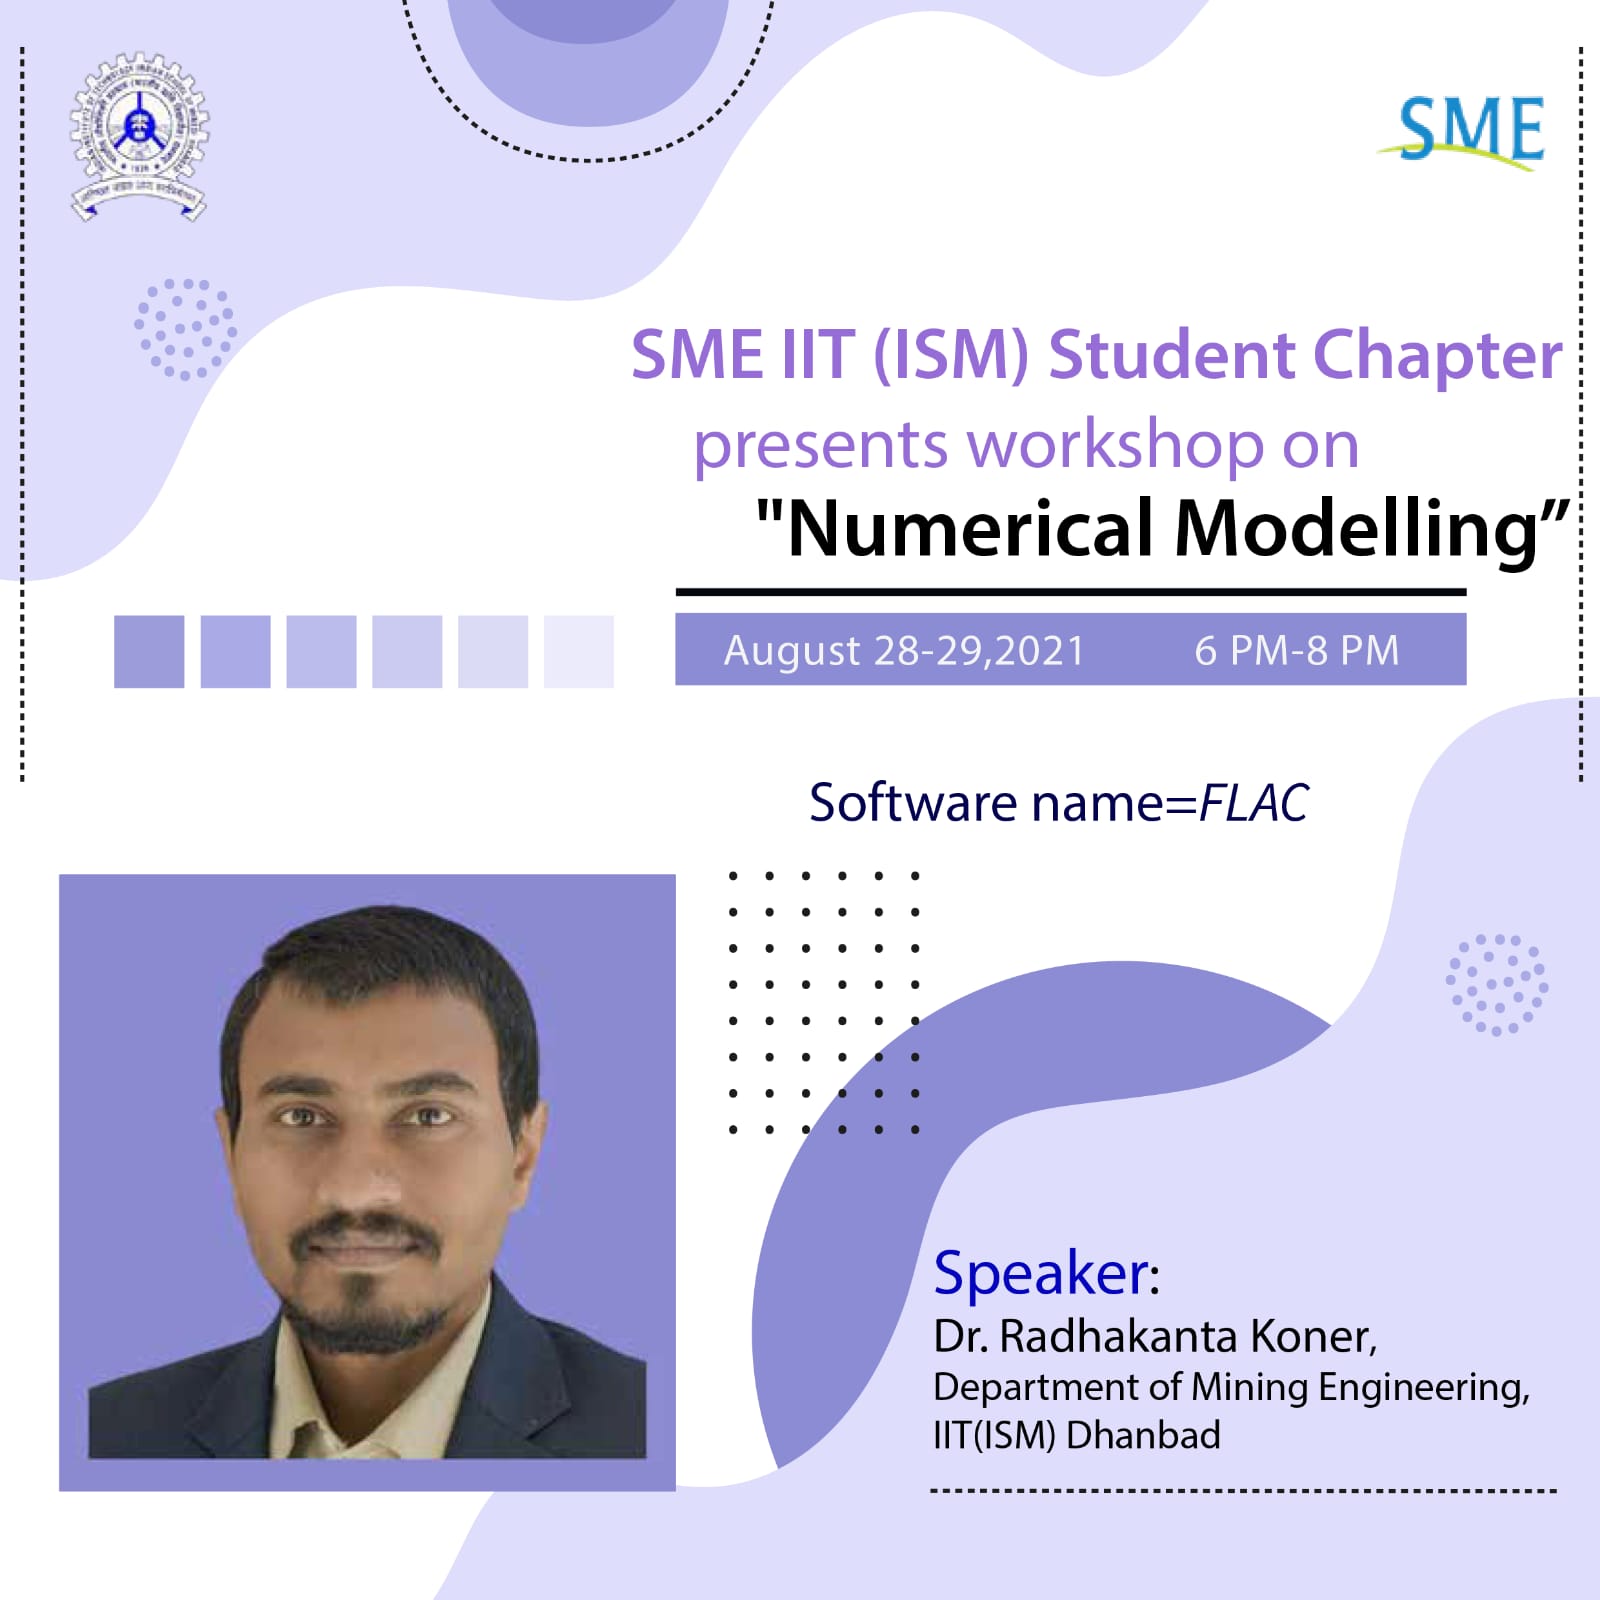 SME
SME IIT (ISM) Student Chapter
presents workshop on
"Numerical Modelling”
August 28-29,2021 6 PM-8 PM
Software name=FLAC
Speaker:
Dr. Radhakanta Koner,
Department of Mining Engineering,
IIT(ISM) Dhanbad